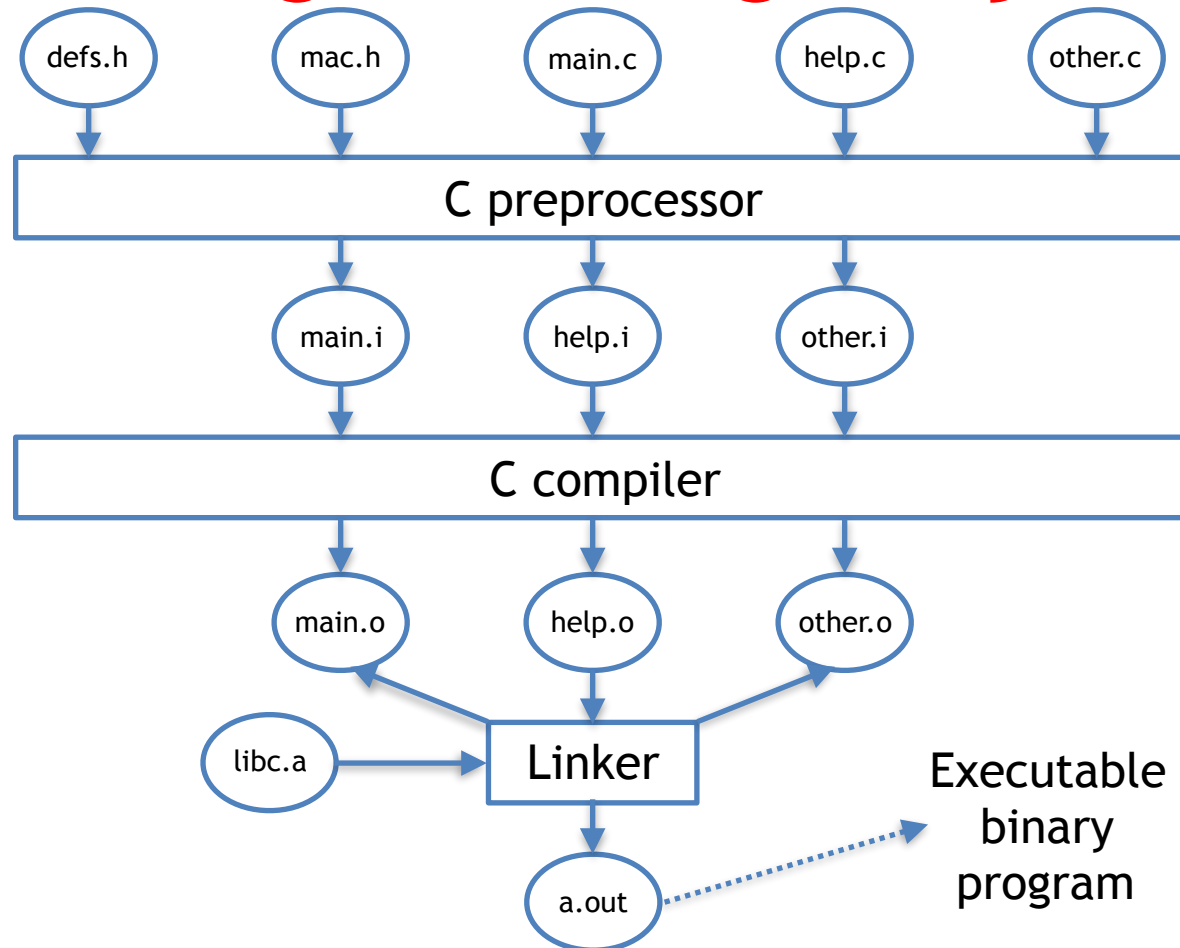 defs.h
mac.h
main.c
help.c
other.c
C preprocessor
main.i
help.i
other.i
C compiler
main.o
help.o
other.o
libc.a
Linker
Executable
binary
program
a.out